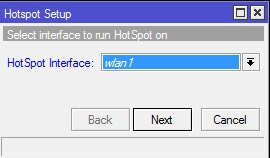 Hotspot Setup
Select interface to run HotSpot on
HotSpot Interface: wlan1
Back Next Cancel